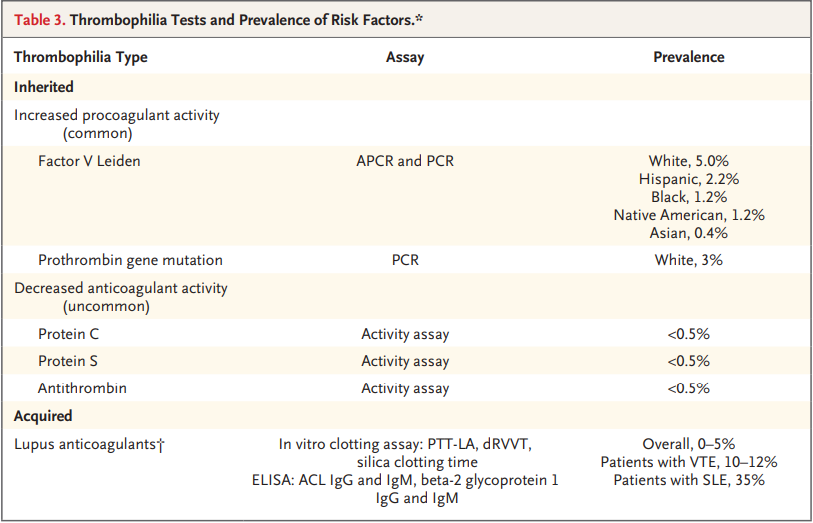 Table 3. Thrombophilia Tests and Prevalence of Risk Factors.*
Thrombophilia Type Assay Prevalence
Inherited
Increased procoagulant activity
(common)
Factor V Leiden APCR and PCR White, 5.0%
Hispanic, 2.2%
Black, 1.2%
Native American, 1.2%
Asian, 0.4%
Prothrombin gene mutation PCR White, 3%
Decreased anticoagulant activity
(uncommon)
Protein C Activity assay <0.5%
Protein S Activity assay <0.5%
Antithrombin Activity assay <0.5%
Acquired
Lupus anticoagulants† In vitro clotting assay: PTT-LA, dRVVT, Overall, 0–5%
silica clotting time Patients with VTE, 10–12%
ELISA: ACL IgG and IgM, beta-2 glycoprotein 1 Patients with SLE, 35%
IgG and IgM